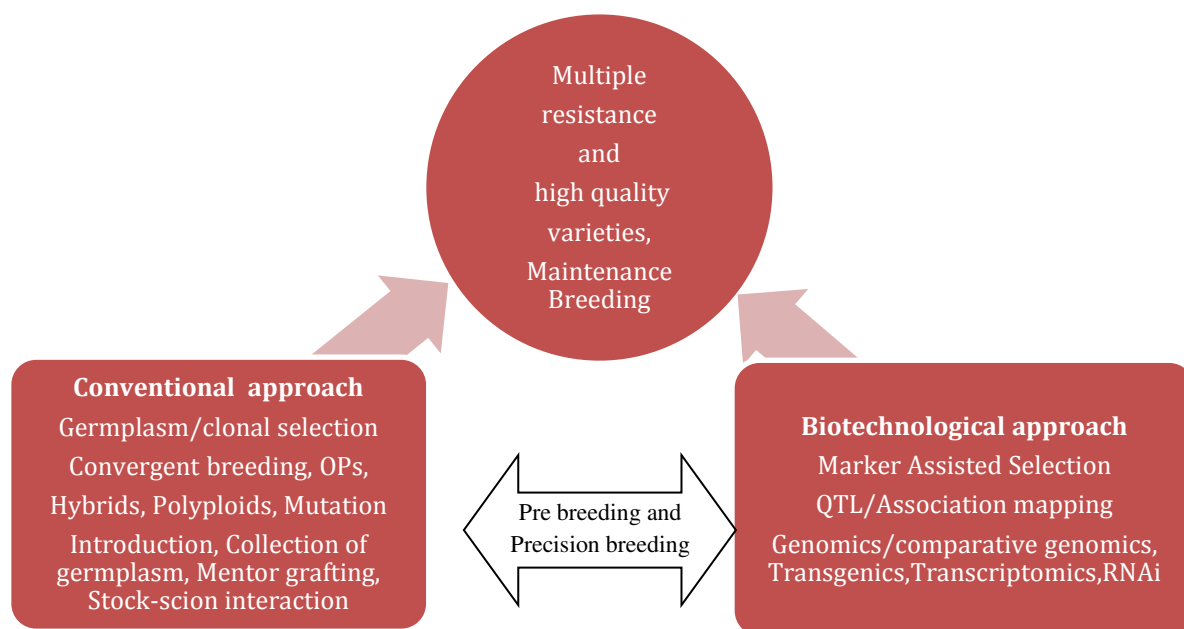 Multiple
resistance
and
high quality
varieties,
Maintenance
Breeding
Conventional approach
Germplasm/clonal selection
Convergent breeding, OPs,
Hybrids, Polyploids, Mutation
Introduction, Collection of
germplasm, Mentor grafting,
Stock-scion interaction
Pre breeding and
Precision breeding
Biotechnological approach
Marker Assisted Selection
QTL/Association mapping
Genomics/comparative genomics,
Transgenics,Transcriptomics,RNAi